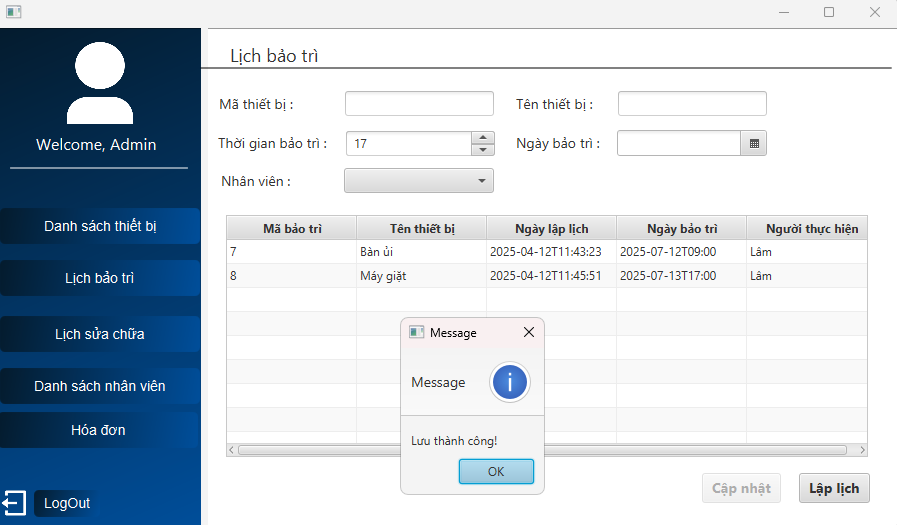 Welcome, Admin
Danh sách thiết bị
Lịch bảo trì
Lịch sửa chữa
Danh sách nhân viên
Hóa đơn
LogOut
Lịch bảo trì
Mã thiết bị :
Tên thiết bị :
Thời gian bảo trì : 17
Ngày bảo trì :
Nhân viên :
Mã bảo trì Tên thiết bị Ngày lập lịch Ngày bảo trì Người thực hiện
7 Bàn ủi 2025-04-12T11:43:23 2025-07-12T09:00 Lâm
8 Máy giặt 2025-04-12T11:45:51 2025-07-13T17:00 Lâm
Message
Message
i
Lưu thành công!
OK
Cập nhật
Lập lịch